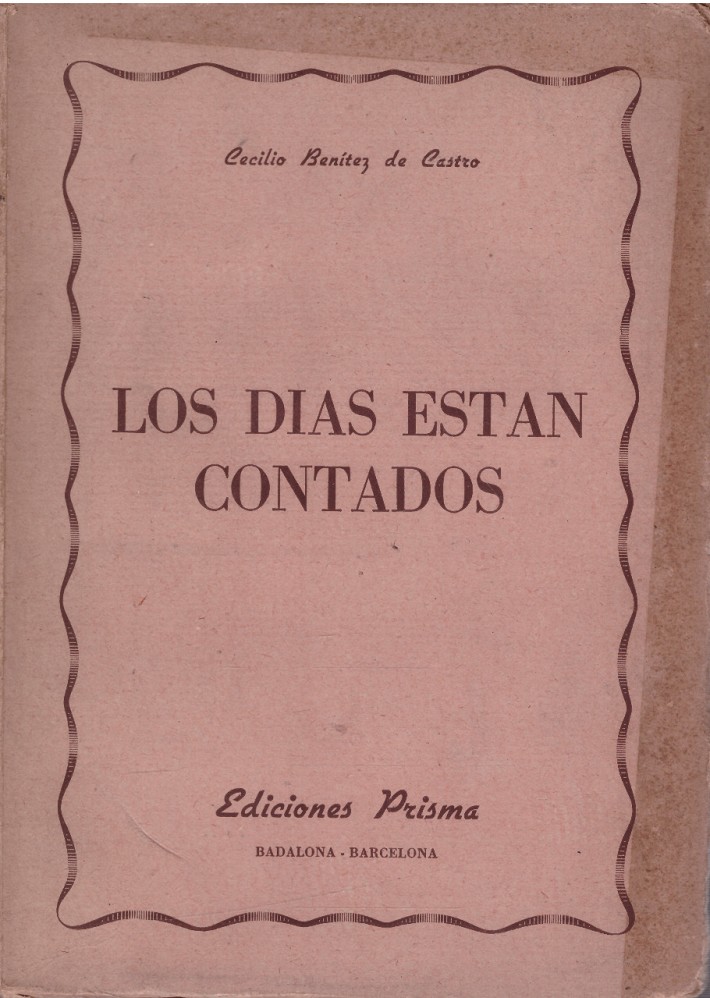 Cecilio Benítez de Castro
LOS DIAS ESTAN
CONTADOS
Ediciones Prisma
BADALONA - BARCELONA